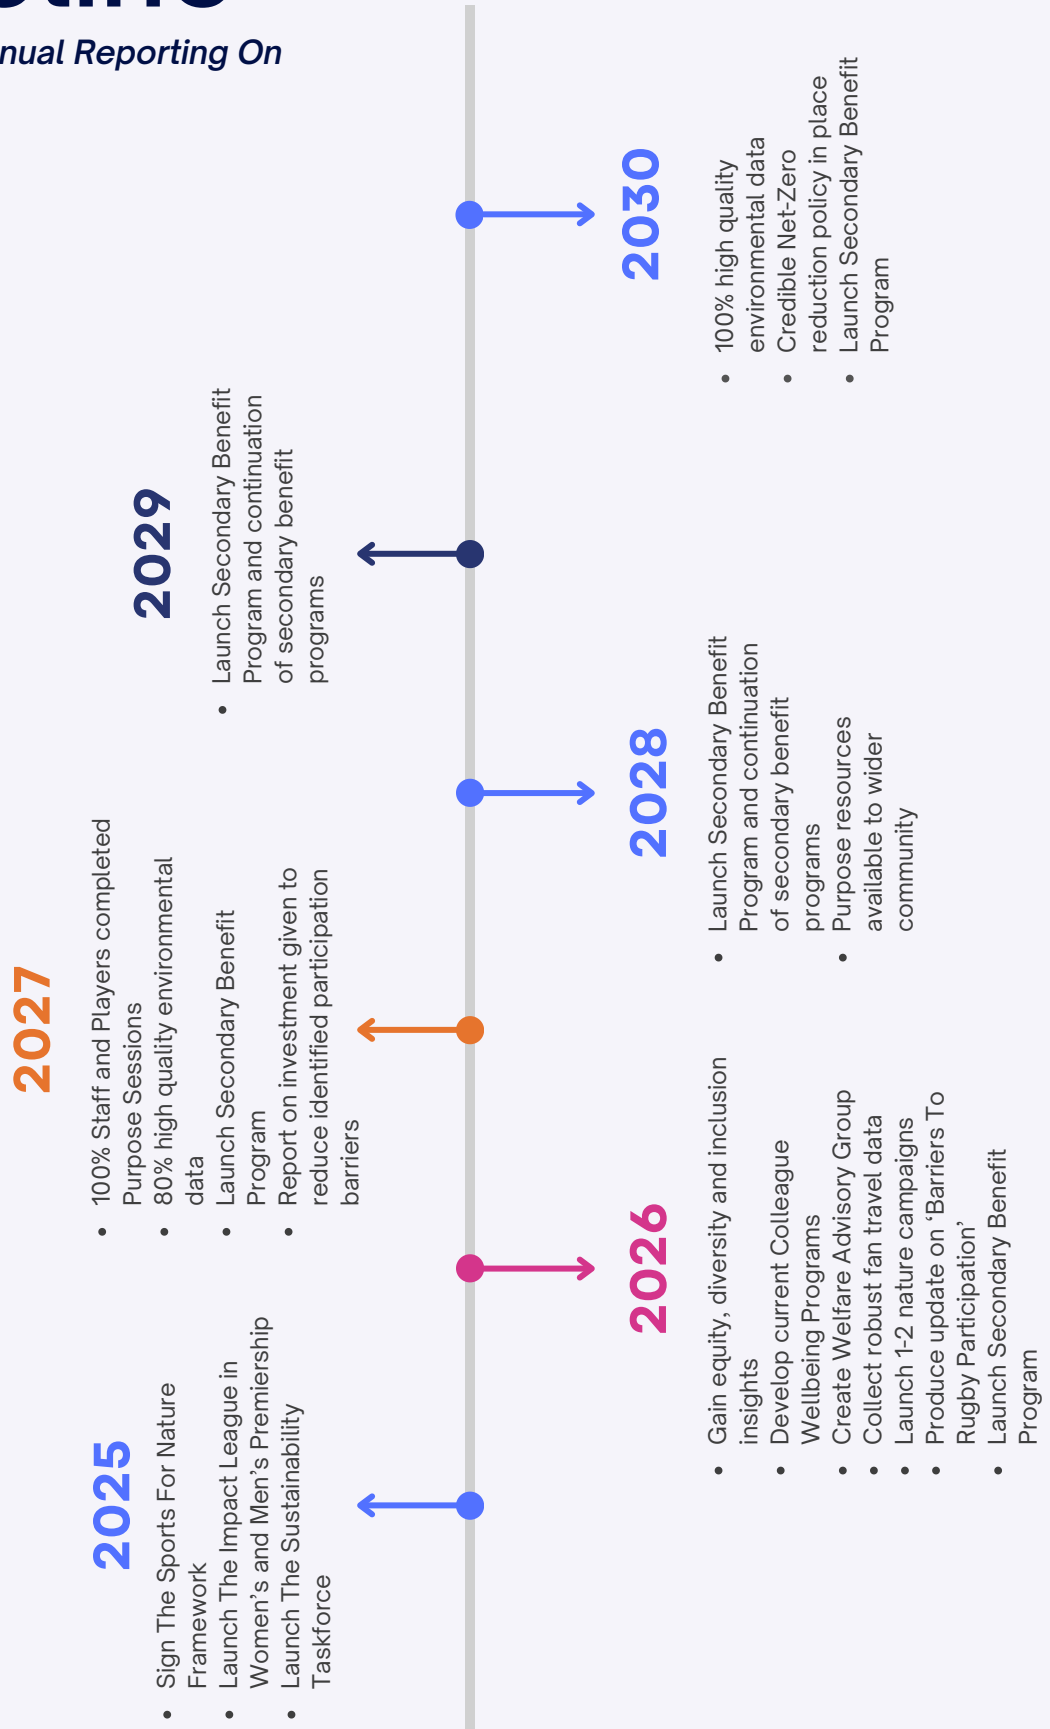 nual Reporting On
2025
• Sign The Sports For Nature
Framework
• Launch The Impact League in
Women's and Men's Premiership
• Launch The Sustainability
Taskforce
2026
• Gain equity, diversity and inclusion
insights
• Develop current Colleague
Wellbeing Programs
• Create Welfare Advisory Group
• Collect robust fan travel data
• Launch 1-2 nature campaigns
• Produce update on ‘Barriers To
Rugby Participation’
• Launch Secondary Benefit
Program
2027
• 100% Staff and Players completed
Purpose Sessions
• 80% high quality environmental
data
• Launch Secondary Benefit
Program
• Report on investment given to
reduce identified participation
barriers
2028
• Launch Secondary Benefit
Program and continuation
of secondary benefit
programs
• Purpose resources
available to wider
community
2029
• Launch Secondary Benefit
Program and continuation
of secondary benefit
programs
2030
• 100% high quality
environmental data
• Credible Net-Zero
reduction policy in place
• Launch Secondary Benefit
Program